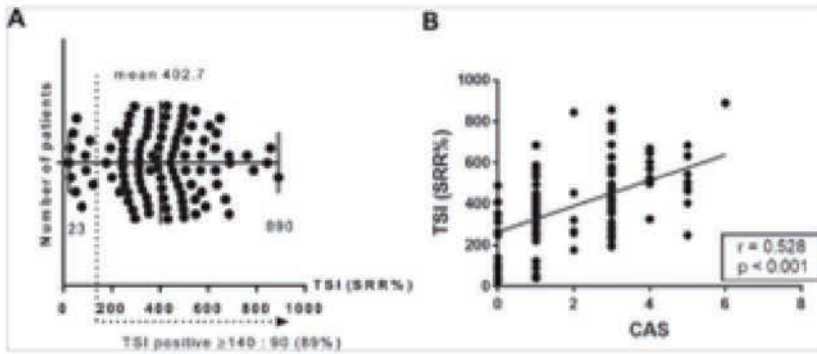 A
mean 402.7
Number of patients
23
890
TSI (SRR%)
0 200 400 600 800 1000
TSI positive ≥140 : 90 (89%)
B
TSI (SRR%)
1000
800
600
400
200
0
r = 0.528
p < 0.001
0 2 4 6 8
CAS